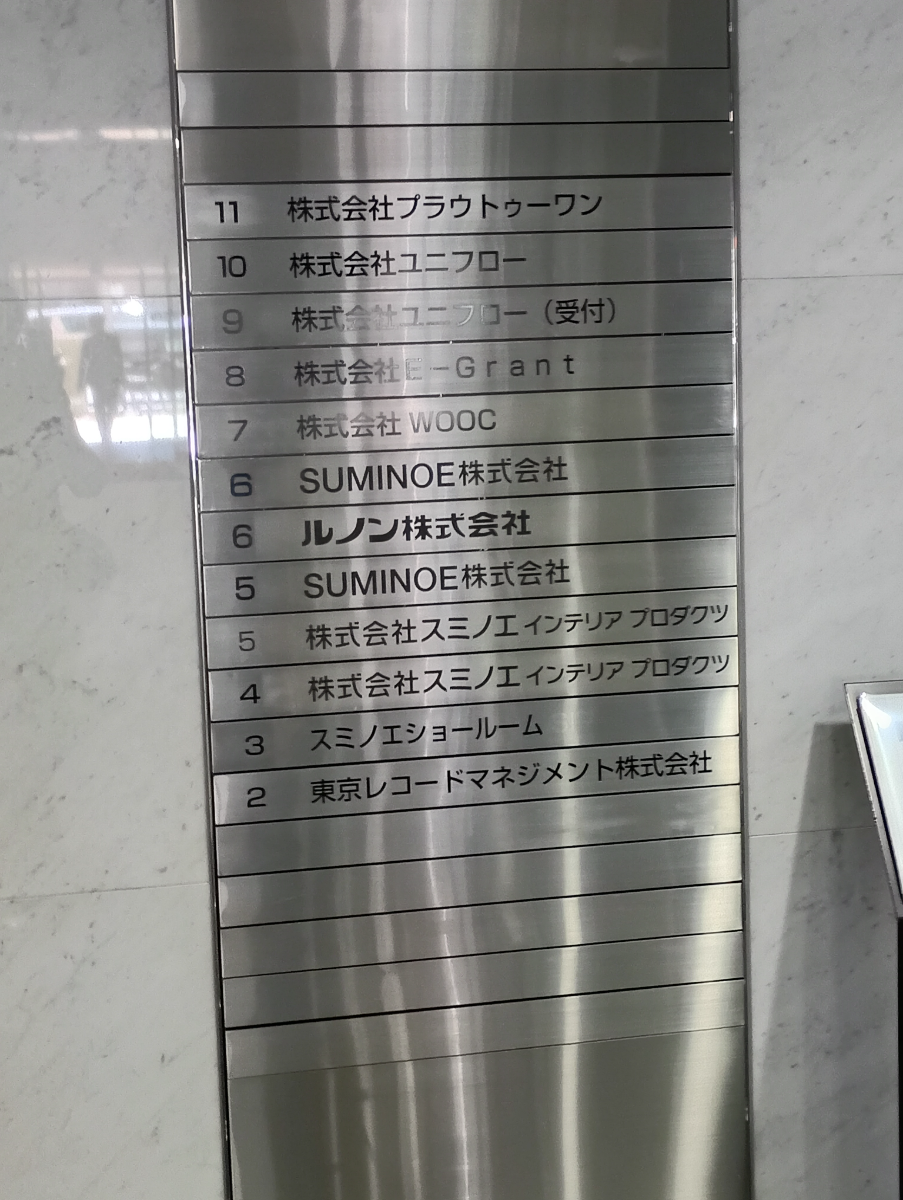 11 株式会社プラウトゥーワン
10 株式会社ユニフロー
9 株式会社ユニフロー（受付）
8 株式会社E－Grant
7 株式会社WOOC
6 SUMINOE株式会社
6 ルノン株式会社
5 SUMINOE株式会社
5 株式会社スミノエ インテリア プロダクツ
4 株式会社スミノエ インテリア プロダクツ
3 スミノエショールーム
2 東京レコードマネジメント株式会社